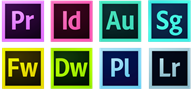 Pr Id Au Sg
Fw Dw Pl Lr